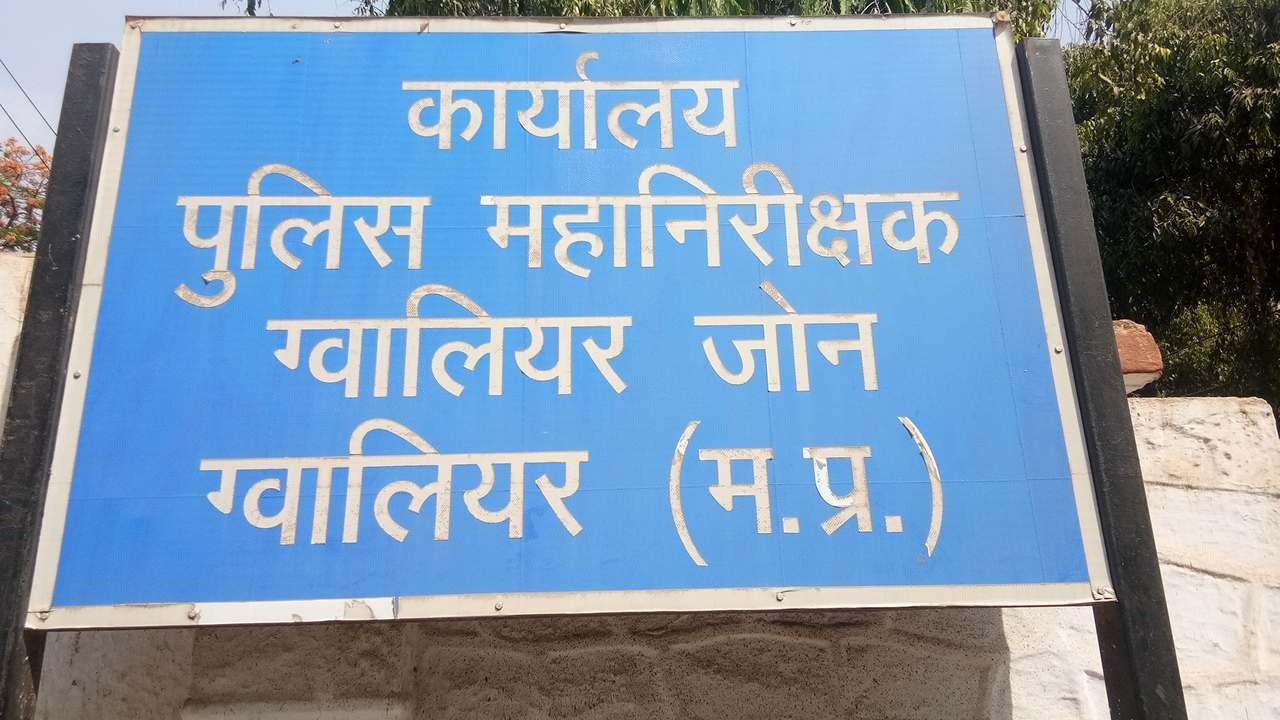 कार्यालय
पुलिस महानिरीक्षक
ग्वालियर जोन
ग्वालियर (म.प्र.)